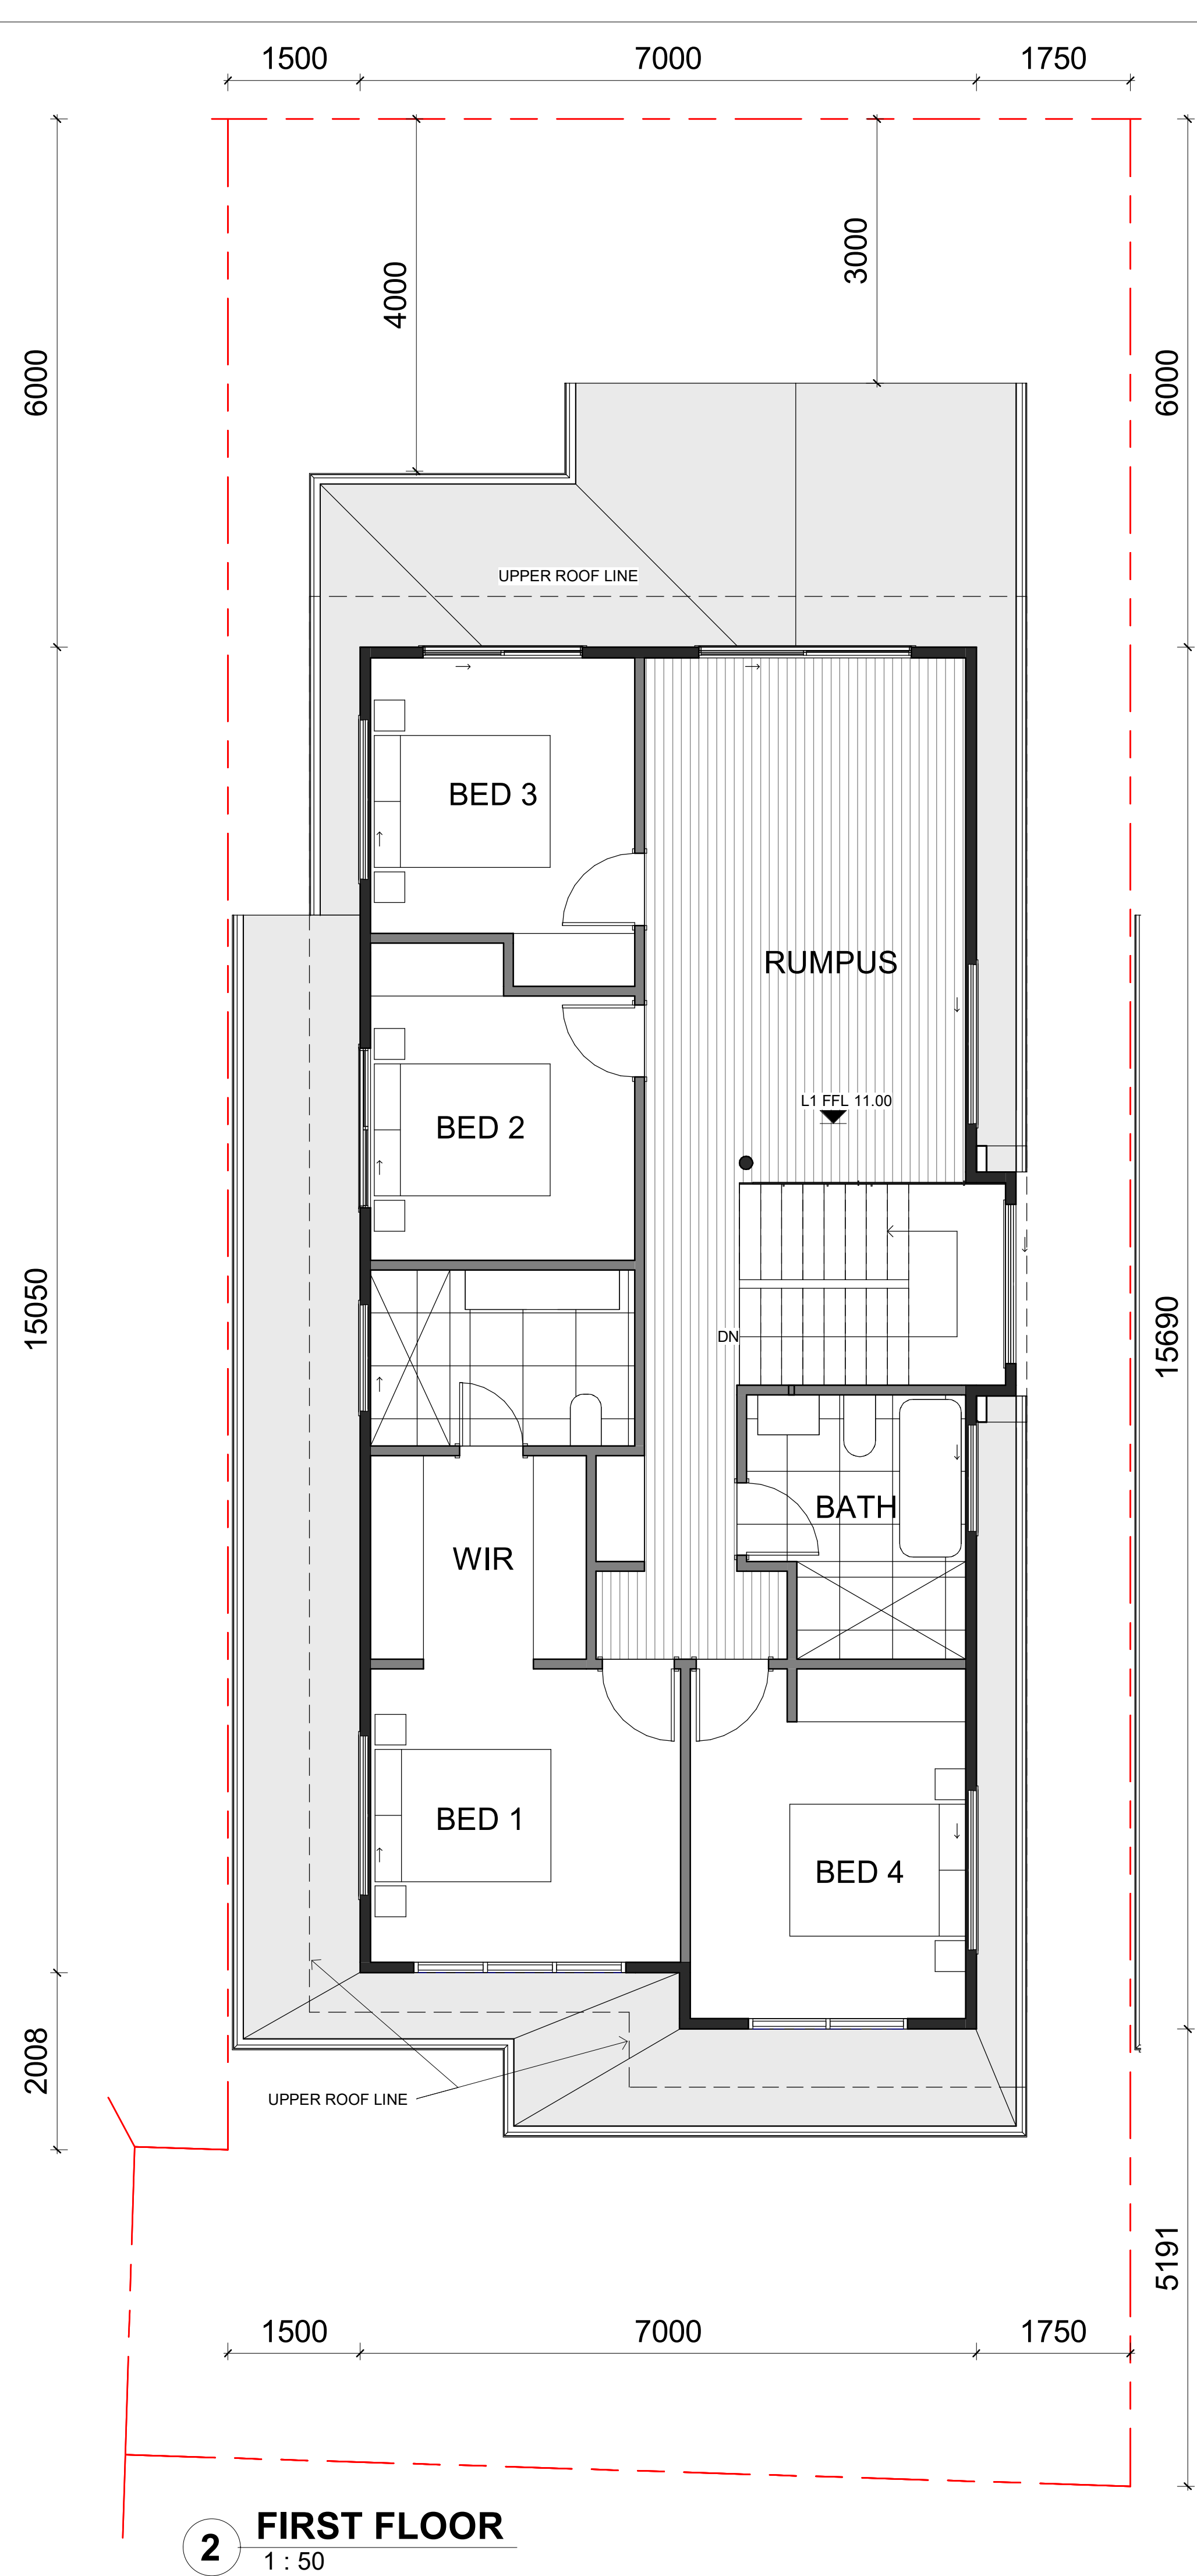 1500
7000
1750
4000
3000
6000
6000
UPPER ROOF LINE
BED 3
RUMPUS
L1 FFL 11.00
BED 2
15050
15690
DN
BATH
WIR
BED 1
BED 4
2008
UPPER ROOF LINE
5191
1500
7000
1750
2
FIRST FLOOR
1 : 50